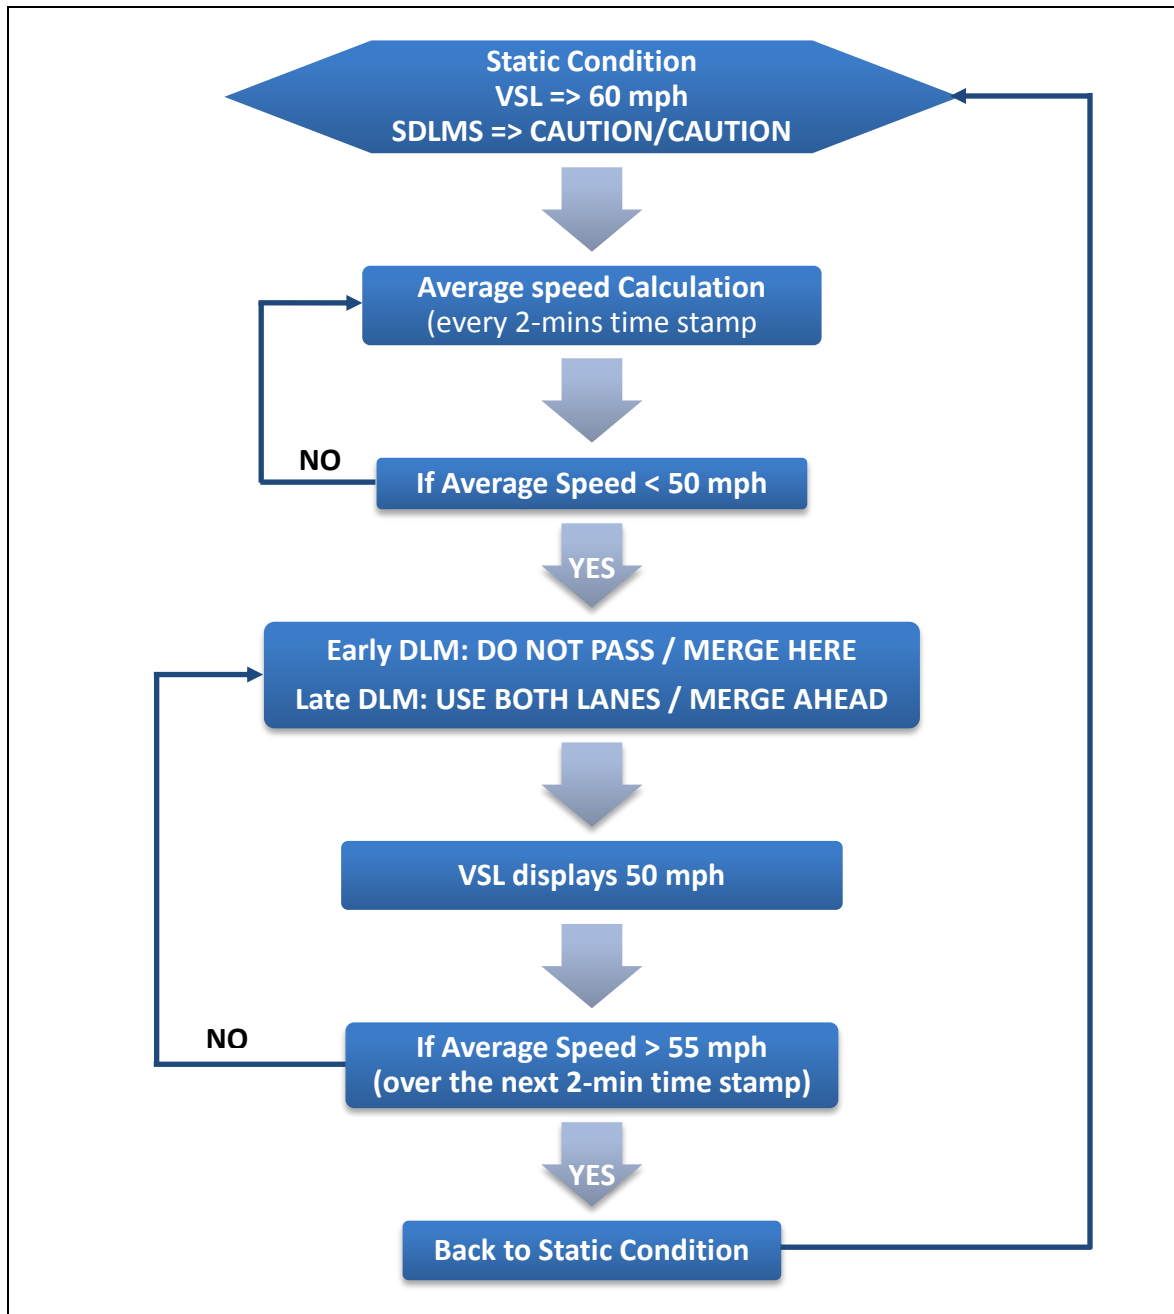 Static Condition
VSL => 60 mph
SDLMS => CAUTION/CAUTION
Average speed Calculation
(every 2-mins time stamp
NO
If Average Speed < 50 mph
YES
Early DLM: DO NOT PASS / MERGE HERE
Late DLM: USE BOTH LANES / MERGE AHEAD
VSL displays 50 mph
NO
If Average Speed > 55 mph
(over the next 2-min time stamp)
YES
Back to Static Condition